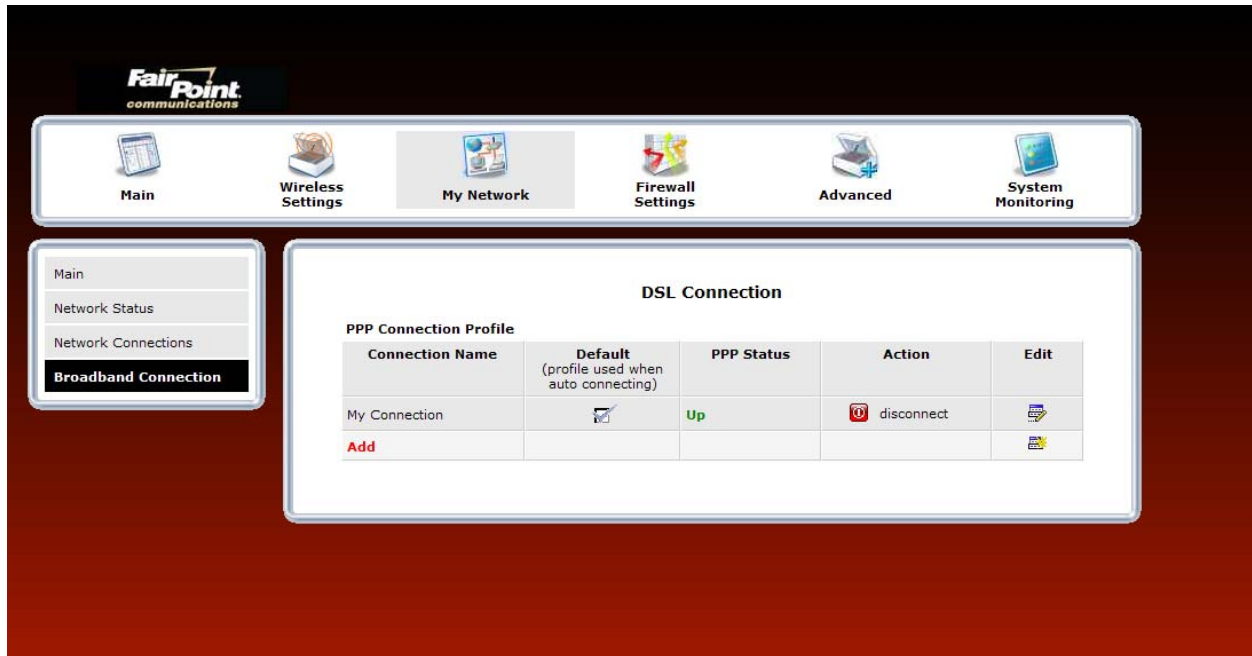 FairPoint.
communications
Main
Wireless
Settings
My Network
Firewall
Settings
Advanced
System
Monitoring
Main
Network Status
Network Connections
Broadband Connection
DSL Connection
PPP Connection Profile
Connection Name
Default
(profile used when
auto connecting)
PPP Status
Action
Edit
My Connection
Up
disconnect
Add